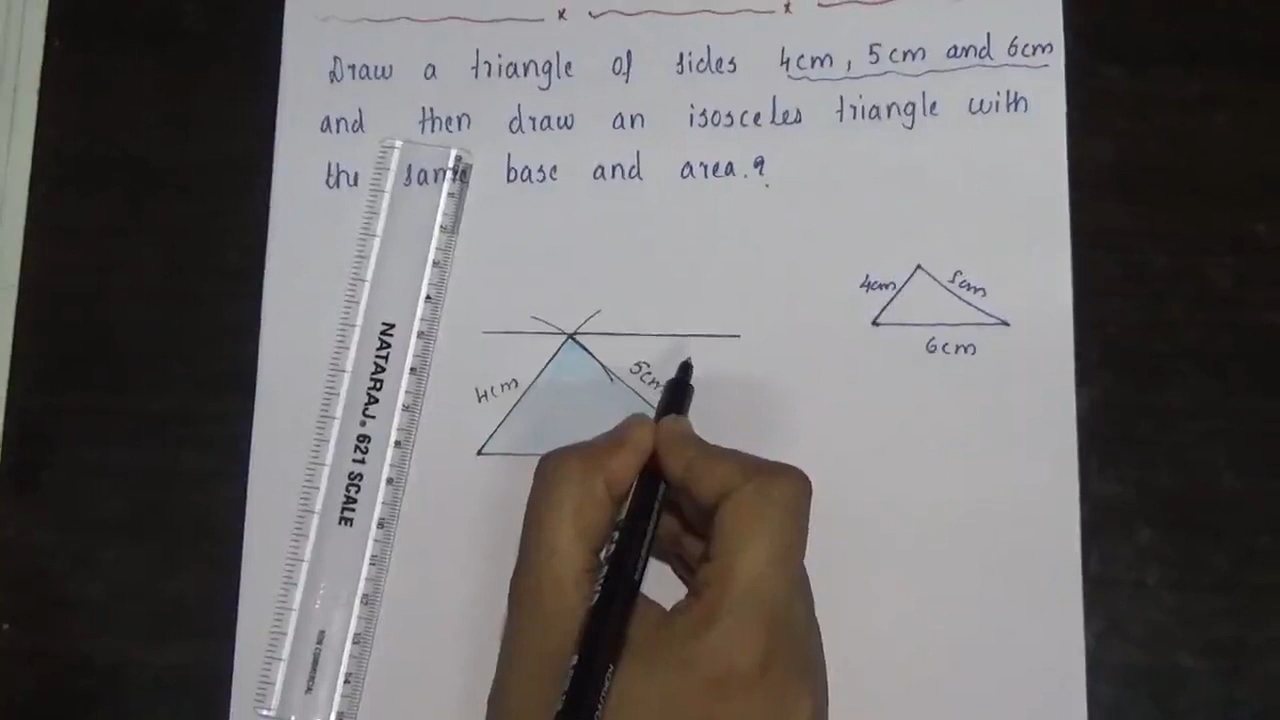 Draw a triangle of sides 4cm, 5cm and 6cm
and then draw an isosceles triangle with
the same base and area.?
4cm
5cm
6cm
4cm
5cm
NATARAJ 621 SCALE